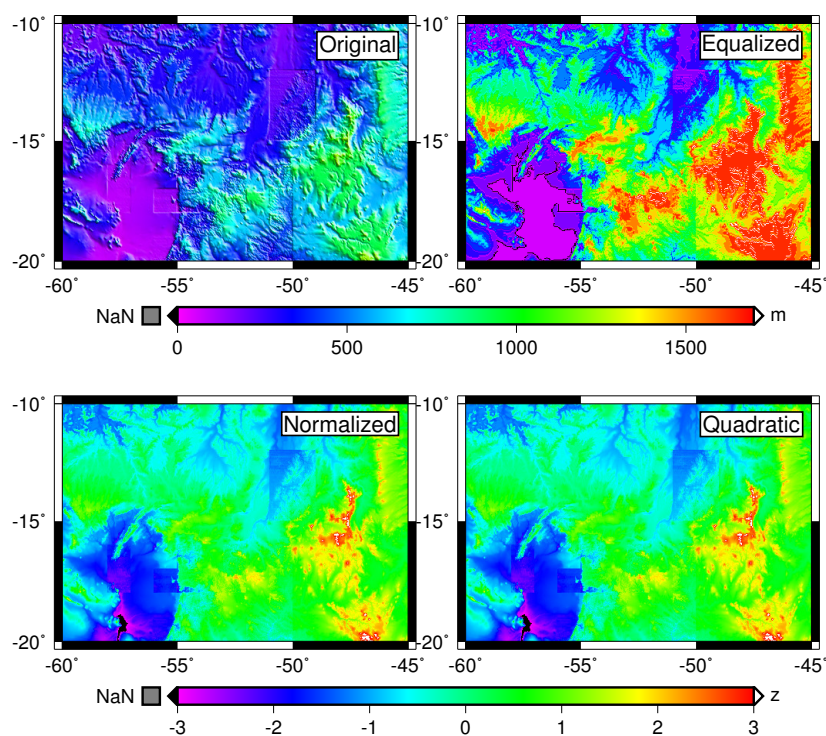 -10° Original Equalized
-15° -15°
-20° -20°
-60 -55 -50 -45 -60 -55 -50 -45
NaN m
0 500 1000 1500
-10° Normalized -10° Quadratic
-15° -15°
-20° -20°
-60° -55° -50° -45° -60° -55° -50° -45°
NaN z
-3 -2 -1 0 1 2 3